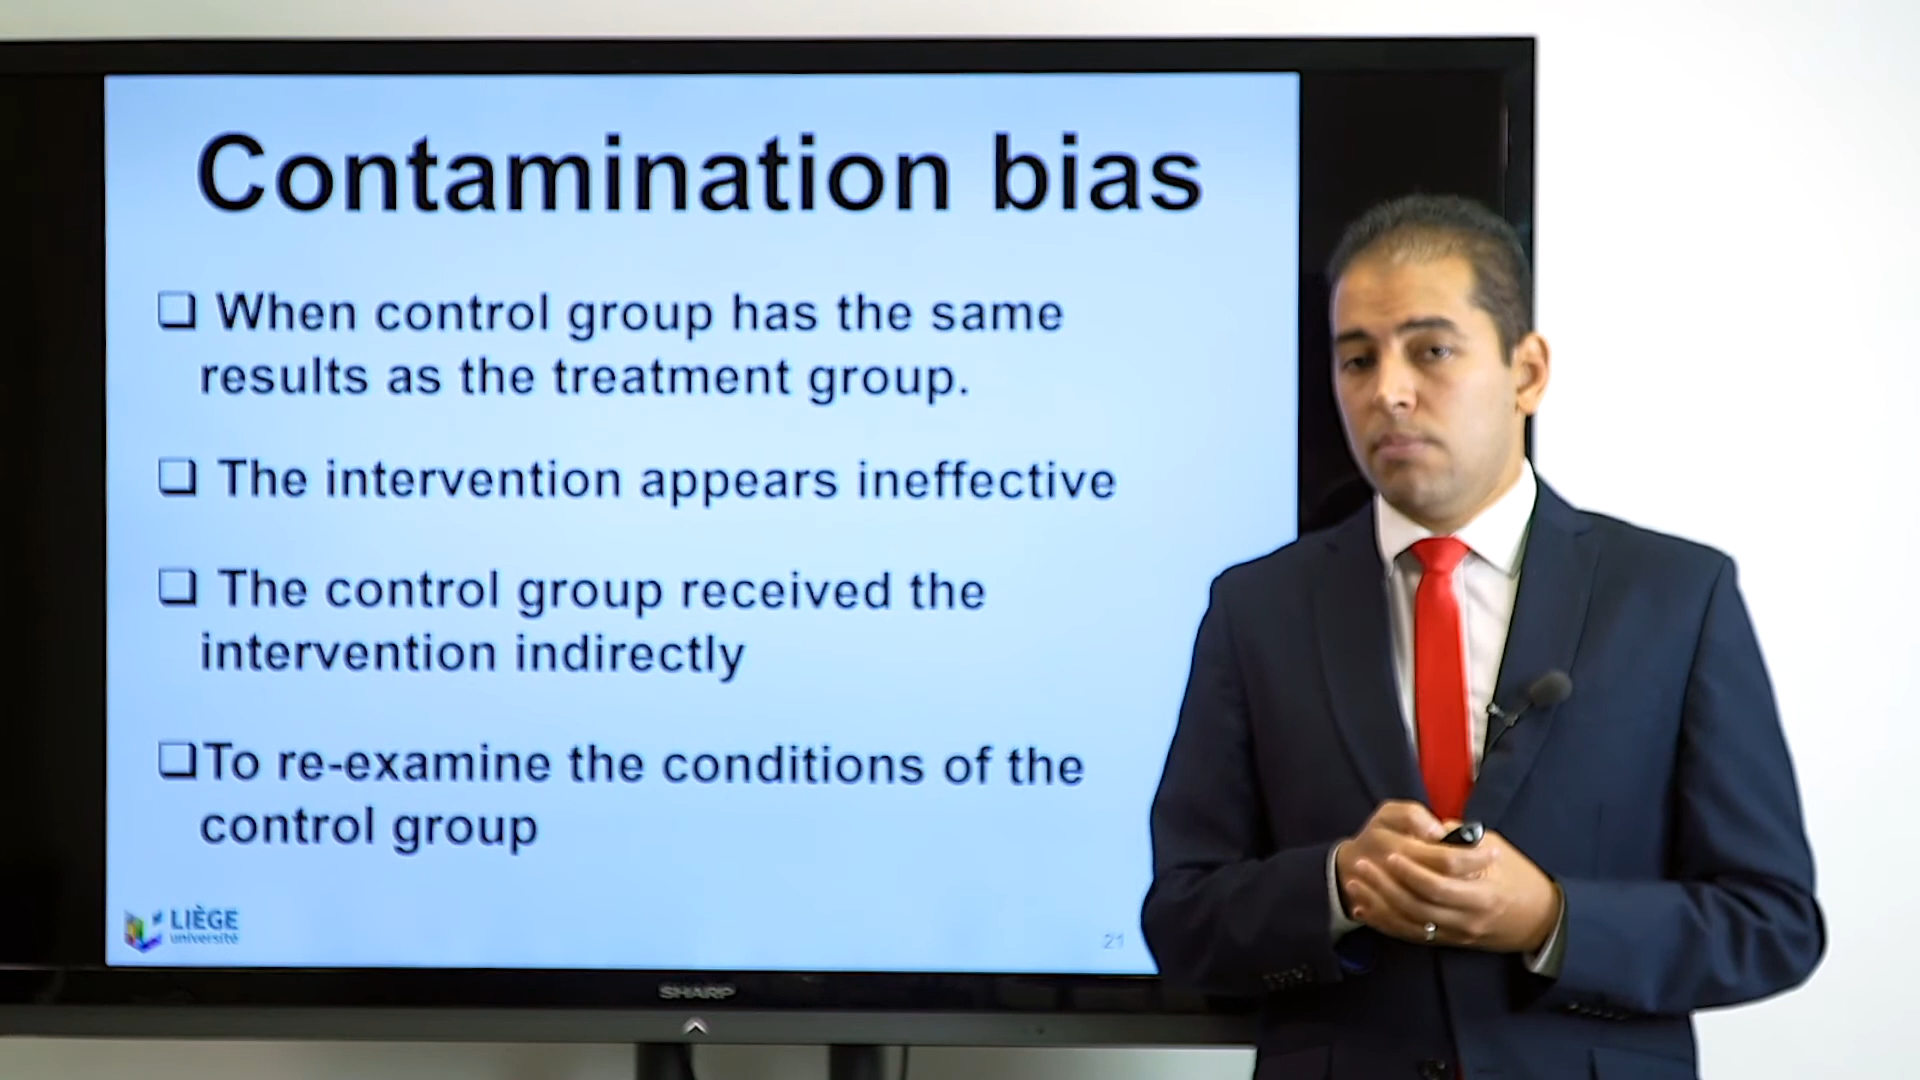 Contamination bias
❑ When control group has the same
results as the treatment group.
❑ The intervention appears ineffective
❑ The control group received the
intervention indirectly
❑To re-examine the conditions of the
control group
LIÈGE
université
21
SHARP